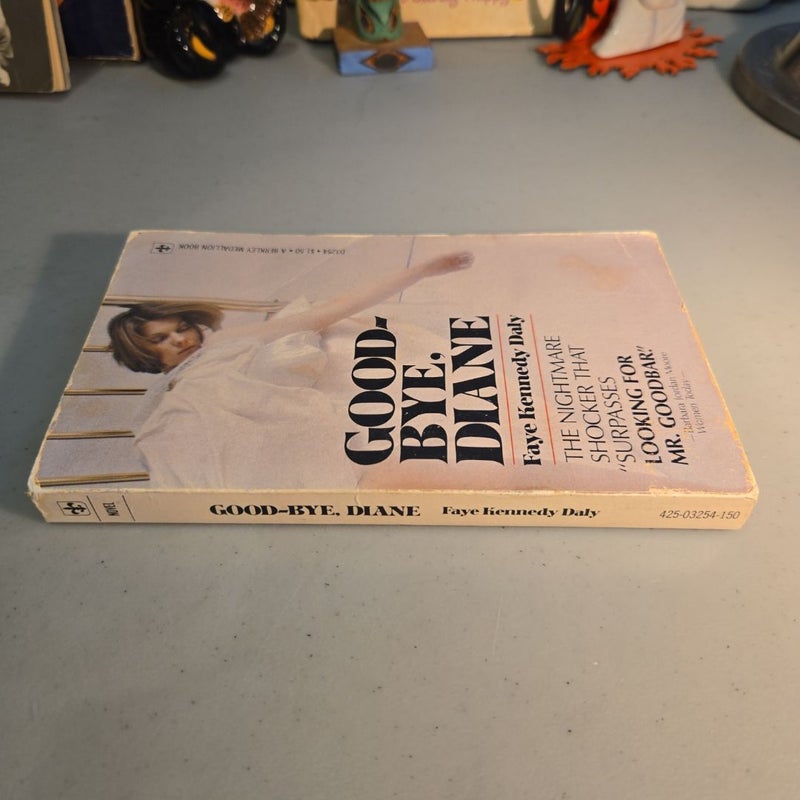 03254 • $1.50 • A BERKLEY MEDALLION BOOK
GOOD-
BYE,
DIANE
Faye Kennedy Daly
THE NIGHTMARE
SHOCKER THAT
"SURPASSES
LOOKING FOR
MR. GOODBAR."
—Barbara Jordan Moore
Women Today
NOVEL
GOOD-BYE, DIANE Faye Kennedy Daly
425-03254-150